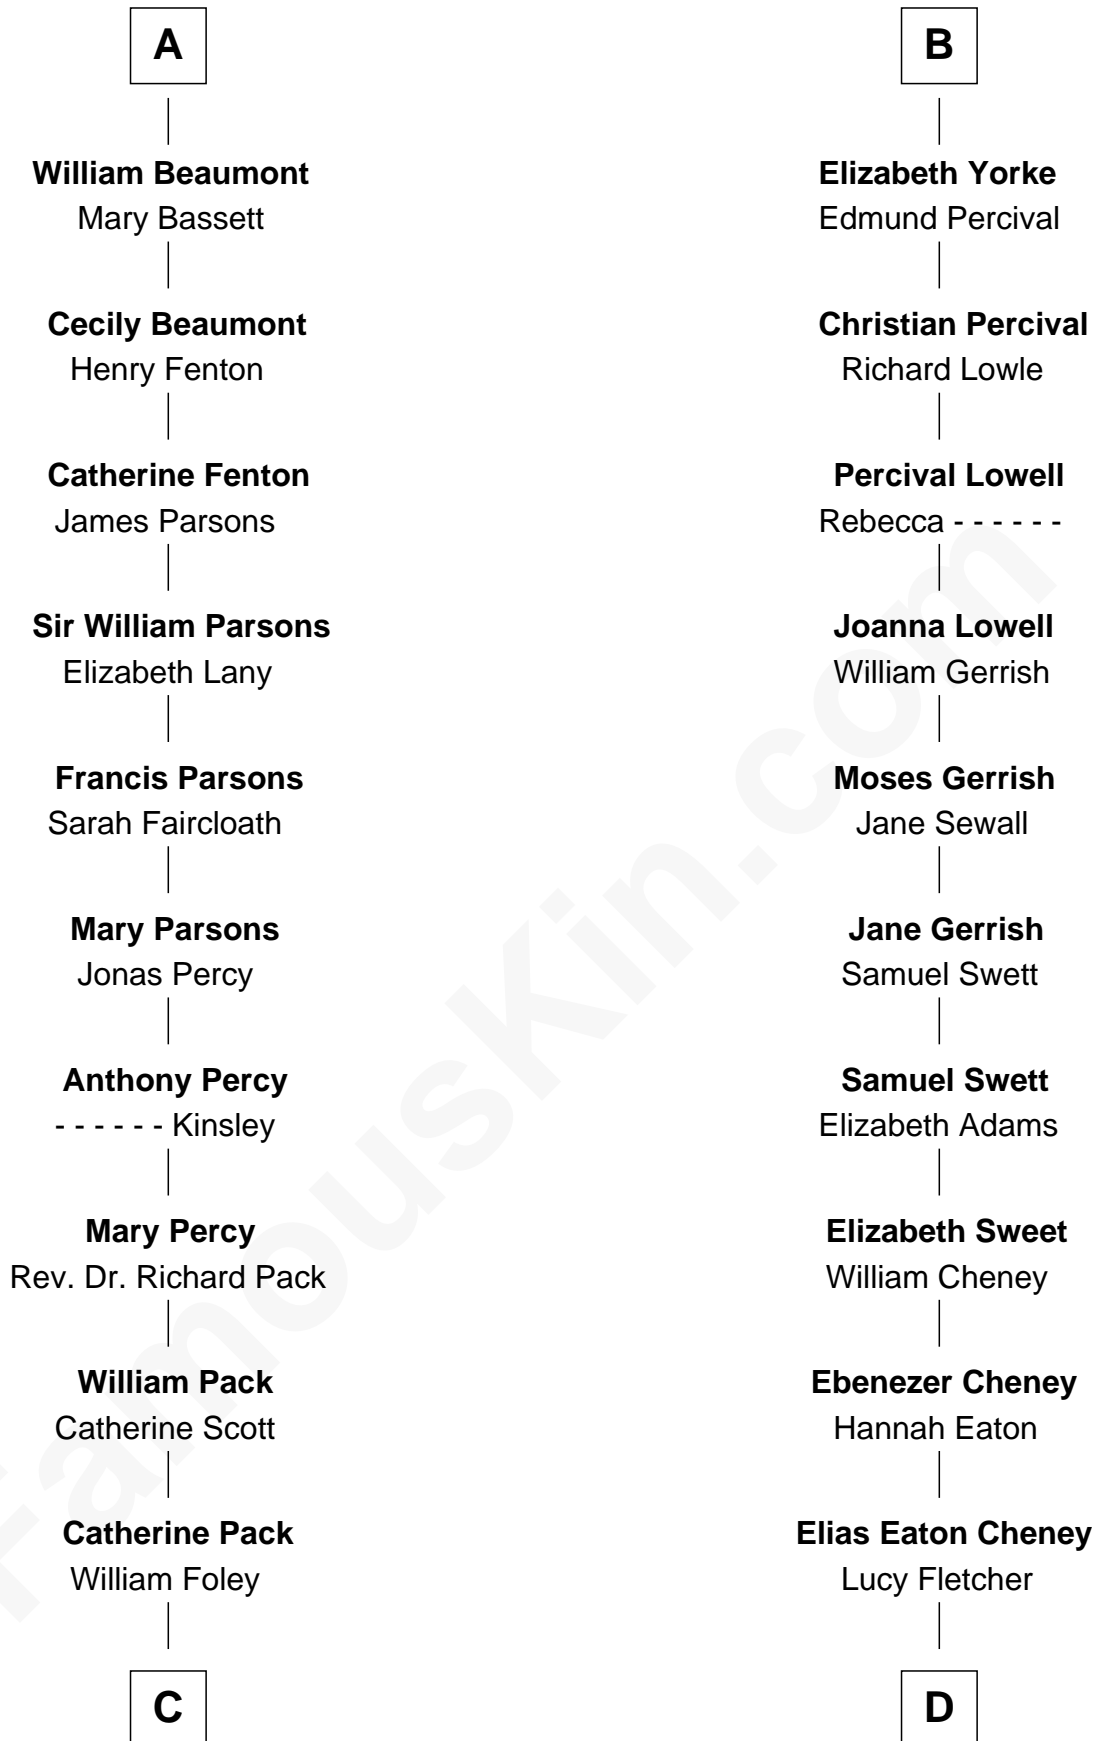 A
William Beaumont
Mary Bassett
Cecily Beaumont
Henry Fenton
Catherine Fenton
James Parsons
Sir William Parsons
Elizabeth Lany
Francis Parsons
Sarah Faircloath
Mary Parsons
Jonas Percy
Anthony Percy
- - - - - - Kinsley
Mary Percy
Rev. Dr. Richard Pack
William Pack
Catherine Scott
Catherine Pack
William Foley
C
B
Elizabeth Yorke
Edmund Percival
Christian Percival
Richard Lowle
Percival Lowell
Rebecca - - - - - -
Joanna Lowell
William Gerrish
Moses Gerrish
Jane Sewall
Jane Gerrish
Samuel Swett
Samuel Swett
Elizabeth Adams
Elizabeth Sweet
William Cheney
Ebenezer Cheney
Hannah Eaton
Elias Eaton Cheney
Lucy Fletcher
D
FamousKin.com